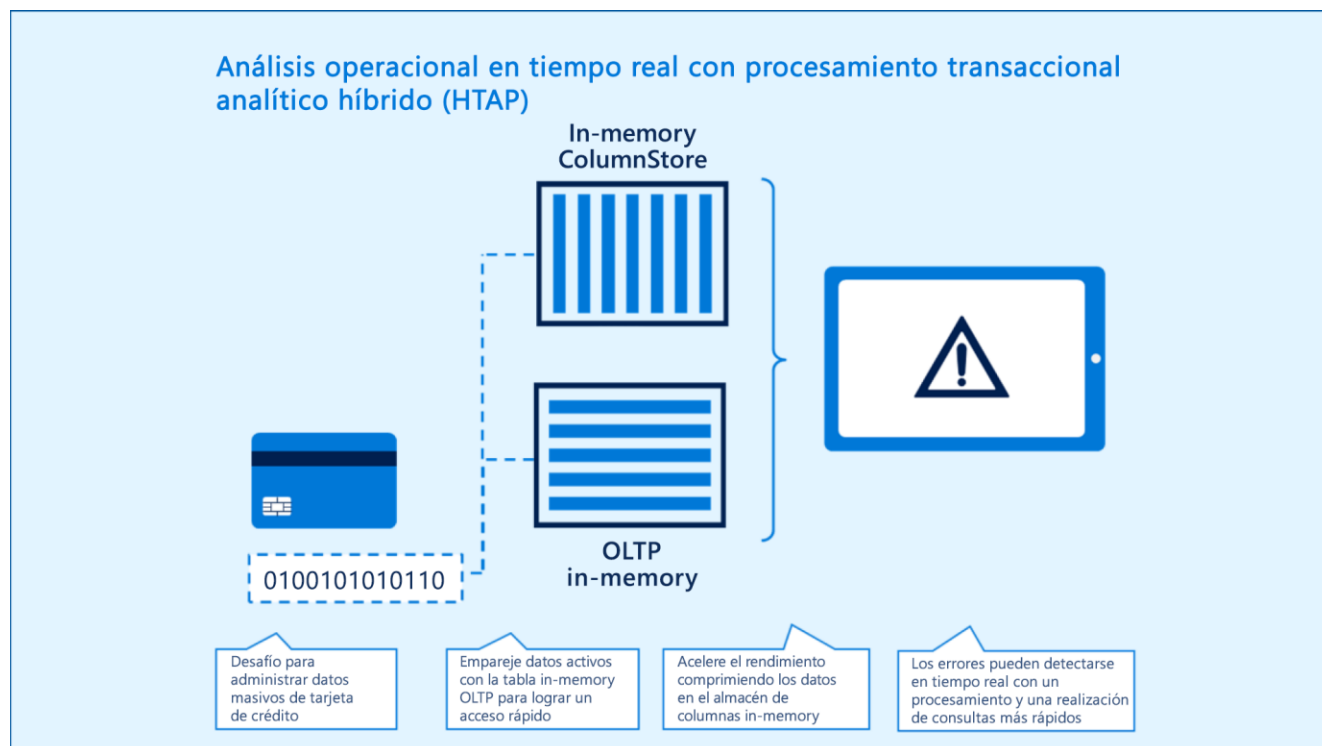 Análisis operacional en tiempo real con procesamiento transaccional
analítico híbrido (HTAP)
In-memory
ColumnStore
OLTP
in-memory
0100101010110
Desafío para
administrar datos
masivos de tarjeta
de crédito
Empareje datos activos
con la tabla in-memory
OLTP para lograr un
acceso rápido
Acelere el rendimiento
comprimiendo los datos
en el almacén de
columnas in-memory
Los errores pueden detectarse
en tiempo real con un
procesamiento y una realización
de consultas más rápidos